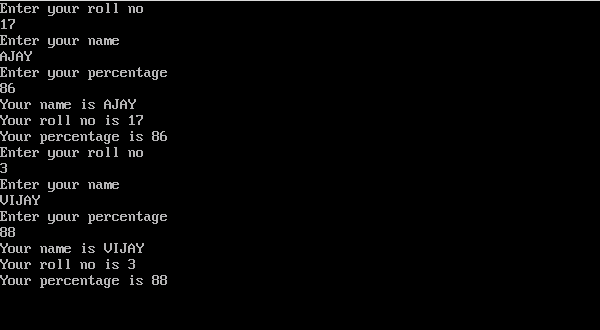 Enter your roll no
17
Enter your name
AJAY
Enter your percentage
86
Your name is AJAY
Your roll no is 17
Your percentage is 86
Enter your roll no
3
Enter your name
VIJAY
Enter your percentage
88
Your name is VIJAY
Your roll no is 3
Your percentage is 88